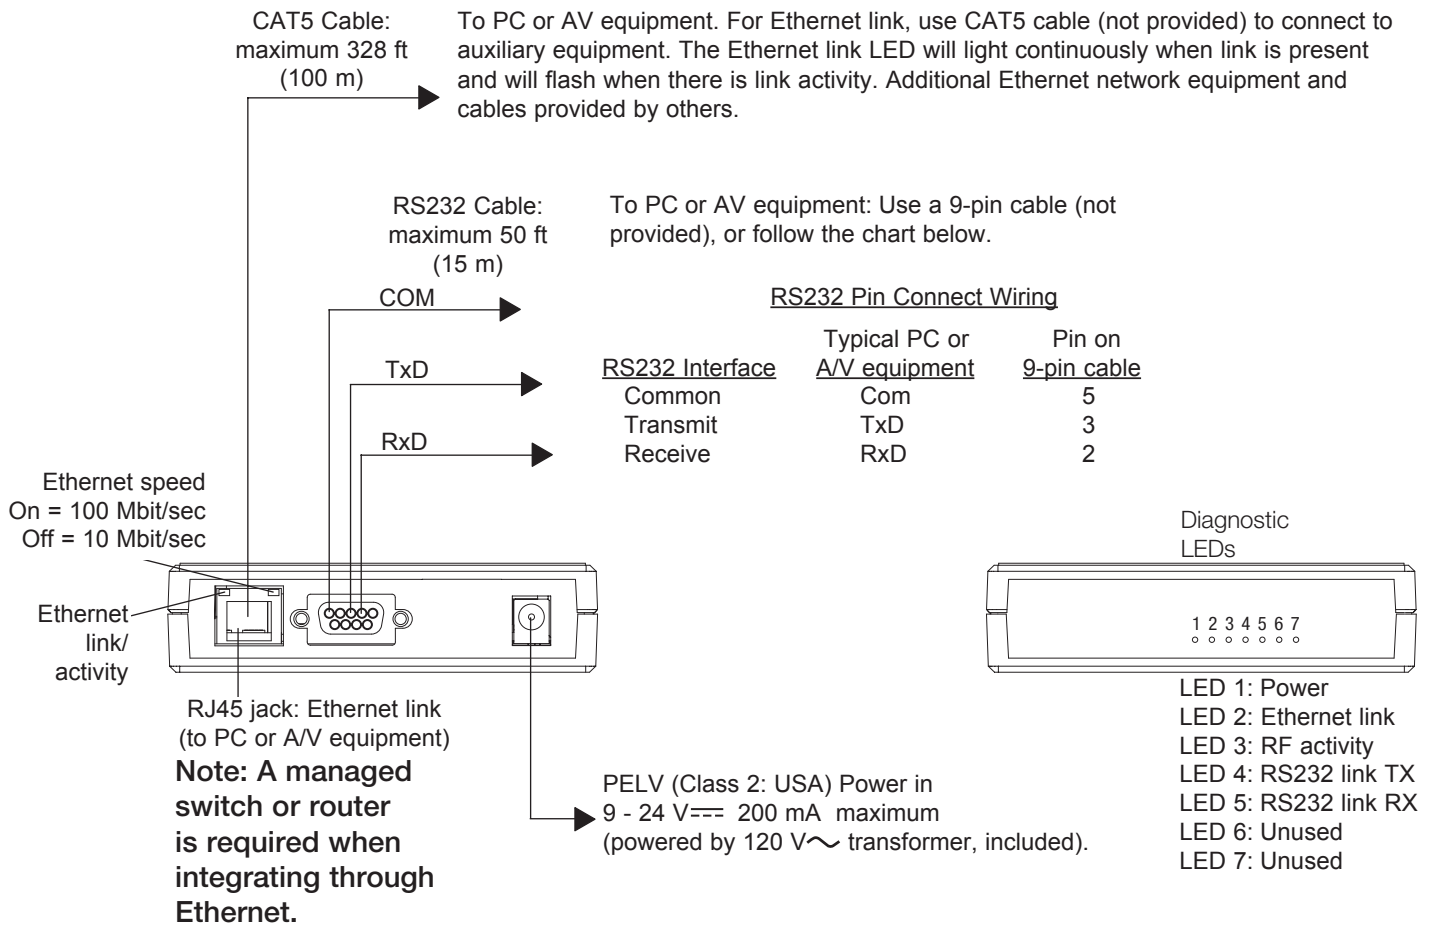 CAT5 Cable:
maximum 328 ft
(100 m)
To PC or AV equipment. For Ethernet link, use CAT5 cable (not provided) to connect to
auxiliary equipment. The Ethernet link LED will light continuously when link is present
and will flash when there is link activity. Additional Ethernet network equipment and
cables provided by others.
RS232 Cable:
maximum 50 ft
(15 m)
To PC or AV equipment: Use a 9-pin cable (not
provided), or follow the chart below.
COM
TxD
RxD
RS232 Pin Connect Wiring
Typical PC or Pin on
RS232 Interface A/V equipment 9-pin cable
Common Com 5
Transmit TxD 3
Receive RxD 2
Ethernet speed
On = 100 Mbit/sec
Off = 10 Mbit/sec
Ethernet
link/
activity
RJ45 jack: Ethernet link
(to PC or A/V equipment)
Note: A managed
switch or router
is required when
integrating through
Ethernet.
PELV (Class 2: USA) Power in
9 - 24 V⎓ 200 mA maximum
(powered by 120 V～ transformer, included).
Diagnostic
LEDs
1 2 3 4 5 6 7
LED 1: Power
LED 2: Ethernet link
LED 3: RF activity
LED 4: RS232 link TX
LED 5: RS232 link RX
LED 6: Unused
LED 7: Unused